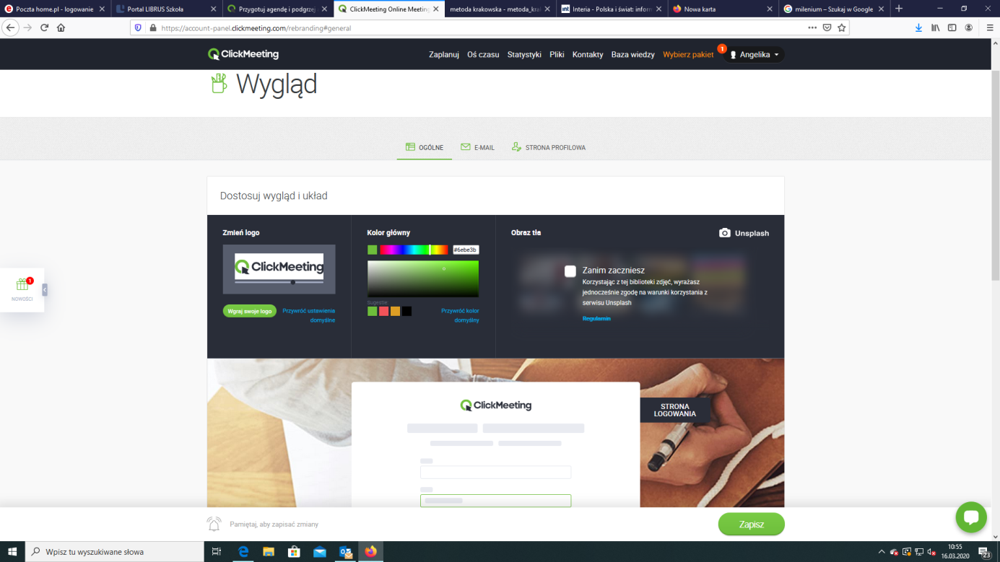 Poczta home.pl - logowanie
Portal LIBRUS Szkoła
Przygotuj agendę i podgrzej
ClickMeeting Online Meeting
metoda krakowska - metoda_kra
Interia - Polska i świat: inform
Nowa karta
milenium – Szukaj w Google
https://account-panel.clickmeeting.com/rebranding#general
ClickMeeting
Zaplanuj Oś czasu Statystyki Pliki Kontakty Baza wiedzy Wybierz pakiet 1 Angelika
Wygląd
OGÓLNE E-MAIL STRONA PROFILOWA
Dostosuj wygląd i układ
Zmień logo
ClickMeeting
Wgraj swoje logo
Przywróć ustawienia
domyślne
Kolor główny
#6ebe3b
Sugestie:
Przywróć kolor
domyślny
Obraz tła
Unsplash
Zanim zaczniesz
Korzystając z tej biblioteki zdjęć, wyrażasz
jednocześnie zgodę na warunki korzystania z
serwisu Unsplash
Regulamin
1
NOWOŚCI
ClickMeeting
STRONA
LOGOWANIA
Pamiętaj, aby zapisać zmiany
Zapisz
Wpisz tu wyszukiwane słowa
10:55
16.03.2020
23